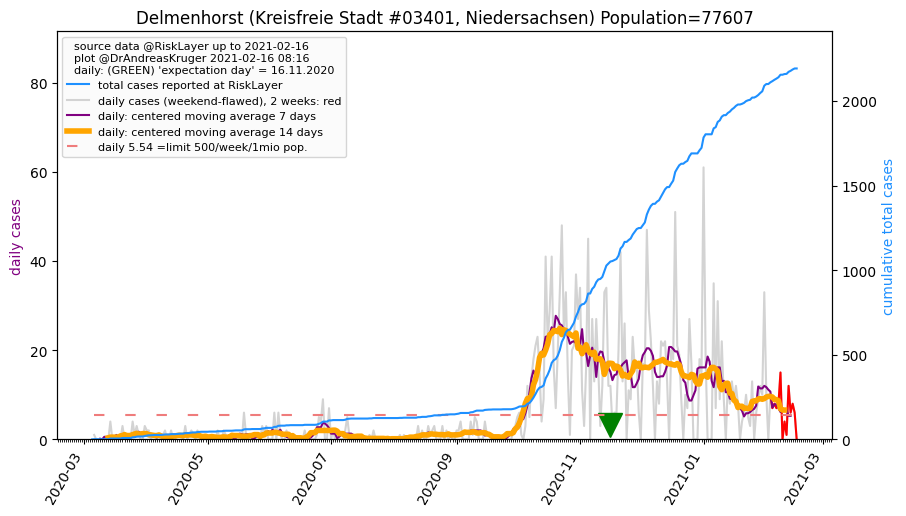 Delmenhorst (Kreisfreie Stadt #03401, Niedersachsen) Population=77607
source data @RiskLayer up to 2021-02-16
plot @DrAndreasKruger 2021-02-16 08:16
daily: (GREEN) 'expectation day' = 16.11.2020
total cases reported at RiskLayer
daily cases (weekend-flawed), 2 weeks: red
daily: centered moving average 7 days
daily: centered moving average 14 days
daily 5.54 =limit 500/week/1mio pop.
daily cases
80
60
40
20
0
cumulative total cases
2000
1500
1000
500
0
2020-03
2020-05
2020-07
2020-09
2020-11
2021-01
2021-03